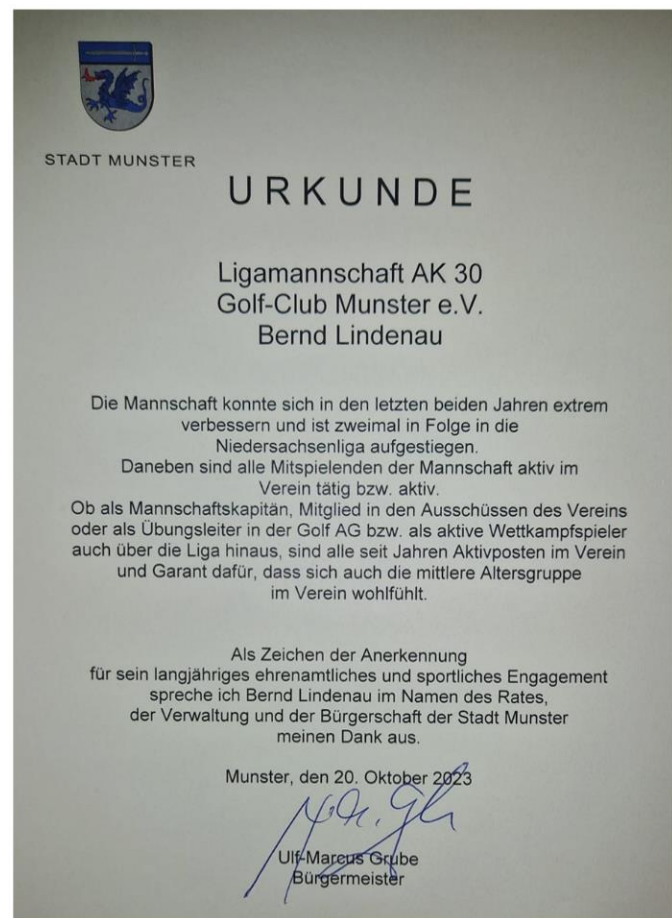 STADT MUNSTER
URKUNDE
Ligamannschaft AK 30
Golf-Club Munster e.V.
Bernd Lindenau
Die Mannschaft konnte sich in den letzten beiden Jahren extrem
verbessern und ist zweimal in Folge in die
Niedersachsenliga aufgestiegen.
Daneben sind alle Mitspielenden der Mannschaft aktiv im
Verein tätig bzw. aktiv.
Ob als Mannschaftskapitän, Mitglied in den Ausschüssen des Vereins
oder als Übungsleiter in der Golf AG bzw. als aktive Wettkampfspieler
auch über die Liga hinaus, sind alle seit Jahren Aktivposten im Verein
und Garant dafür, dass sich auch die mittlere Altersgruppe
im Verein wohlfühlt.
Als Zeichen der Anerkennung
für sein langjähriges ehrenamtliches und sportliches Engagement
spreche ich Bernd Lindenau im Namen des Rates,
der Verwaltung und der Bürgerschaft der Stadt Munster
meinen Dank aus.
Munster, den 20. Oktober 2023
Ulf-Marcus Grube
Bürgermeister